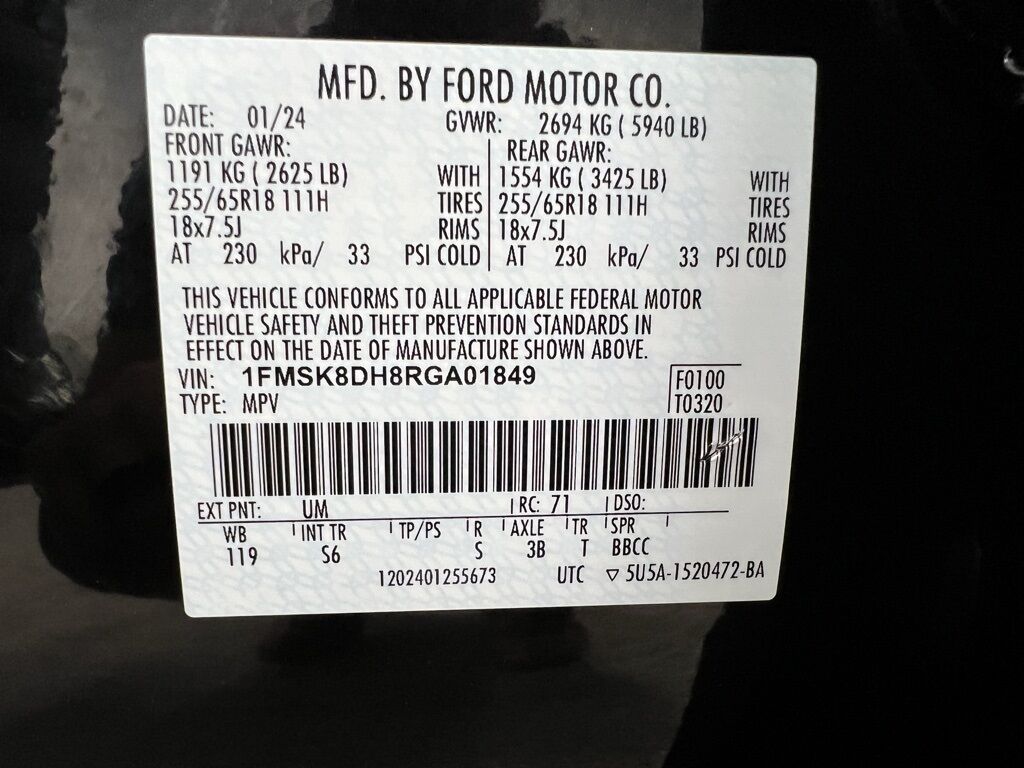 MFD. BY FORD MOTOR CO.
DATE: 01/24 GVWR: 2694 KG ( 5940 LB)
FRONT GAWR: REAR GAWR:
1191 KG ( 2625 LB) WITH 1554 KG ( 3425 LB) WITH
255/65R18 111H TIRES 255/65R18 111H TIRES
18x7.5J RIMS 18x7.5J RIMS
AT 230 kPa/ 33 PSI COLD AT 230 kPa/ 33 PSI COLD
THIS VEHICLE CONFORMS TO ALL APPLICABLE FEDERAL MOTOR
VEHICLE SAFETY AND THEFT PREVENTION STANDARDS IN
EFFECT ON THE DATE OF MANUFACTURE SHOWN ABOVE.
VIN: 1FMSK8DH8RGA01849 F0100
TYPE: MPV T0320
EXT PNT: UM RC: 71 DSO:
WB INT TR TP/PS R AXLE TR SPR
119 S6 S 3B T BBCC
1202401255673 UTC ▽ 5U5A-1520472-BA